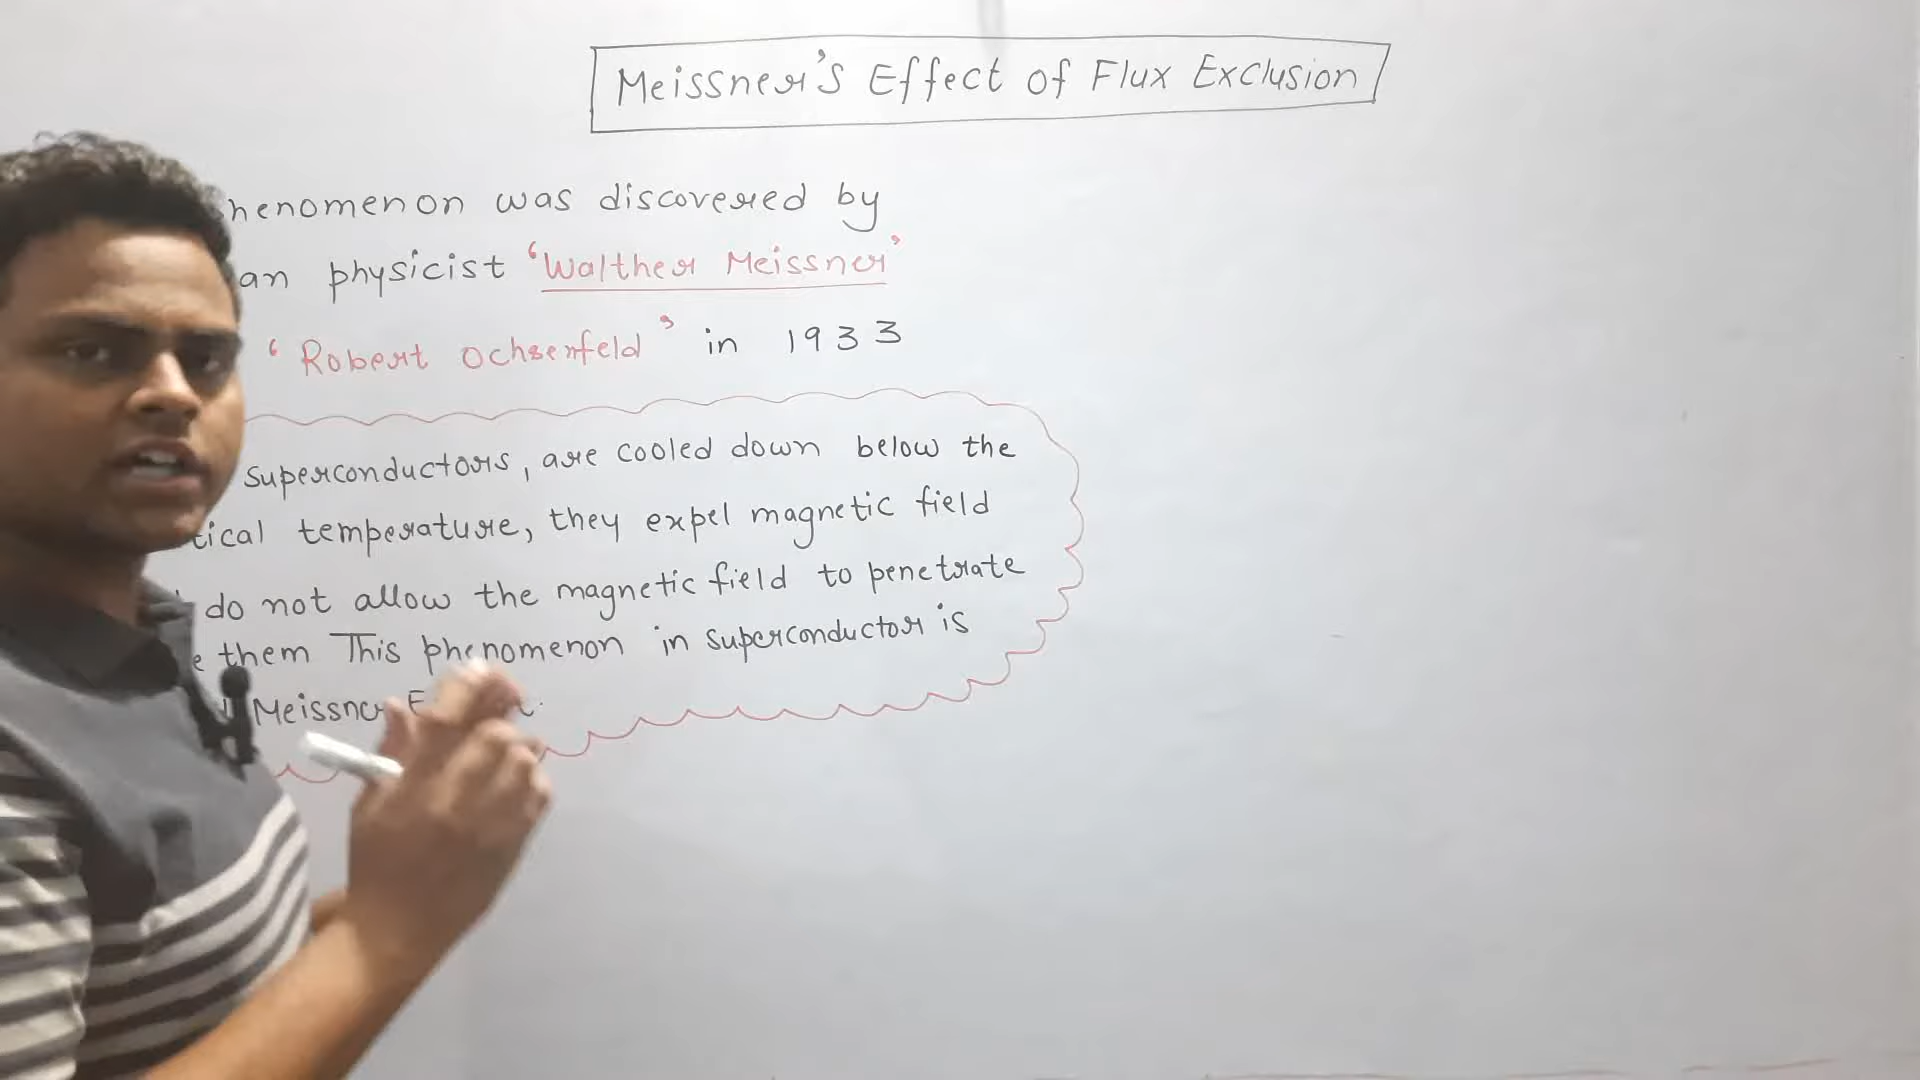 Meissner's Effect of Flux Exclusion
henomenon was discovered by
an physicist 'Walther Meissner'
'Robert Ochsenfeld' in 1933
superconductors, are cooled down below the
tical temperature, they expel magnetic field
do not allow the magnetic field to penetrate
e them This phenomenon in superconductor is
Meissner